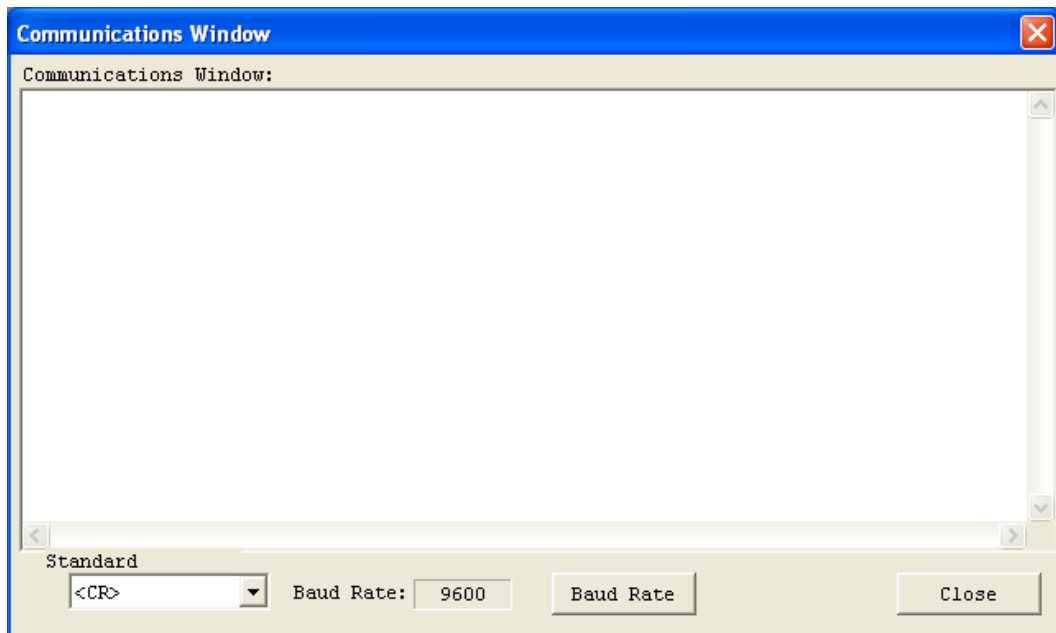 Communications Window
Communications Window:
Standard
<CR> Baud Rate: 9600 Baud Rate Close